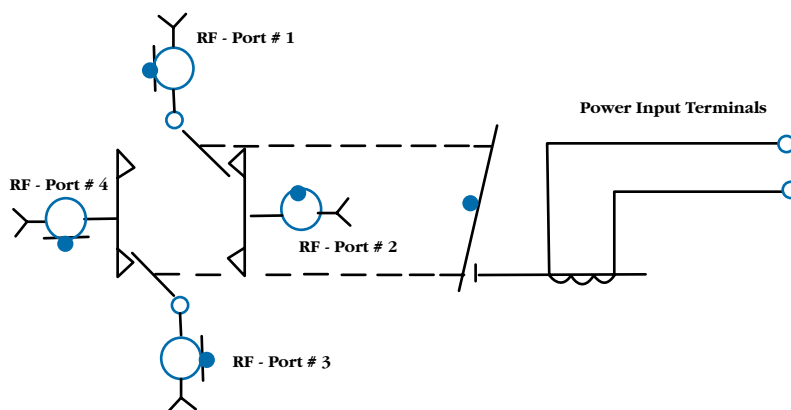 RF - Port # 1
Power Input Terminals
RF - Port # 4
RF - Port # 2
RF - Port # 3